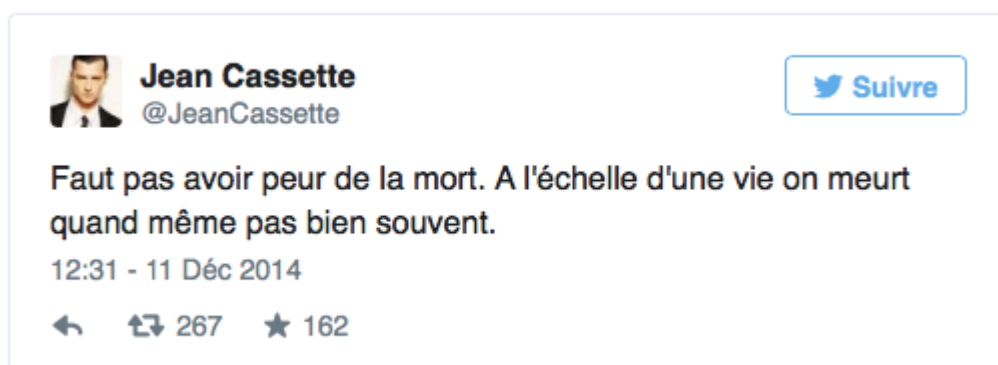 Jean Cassette
@JeanCassette
Suivre
Faut pas avoir peur de la mort. A l'échelle d'une vie on meurt
quand même pas bien souvent.
12:31 - 11 Déc 2014
267 162